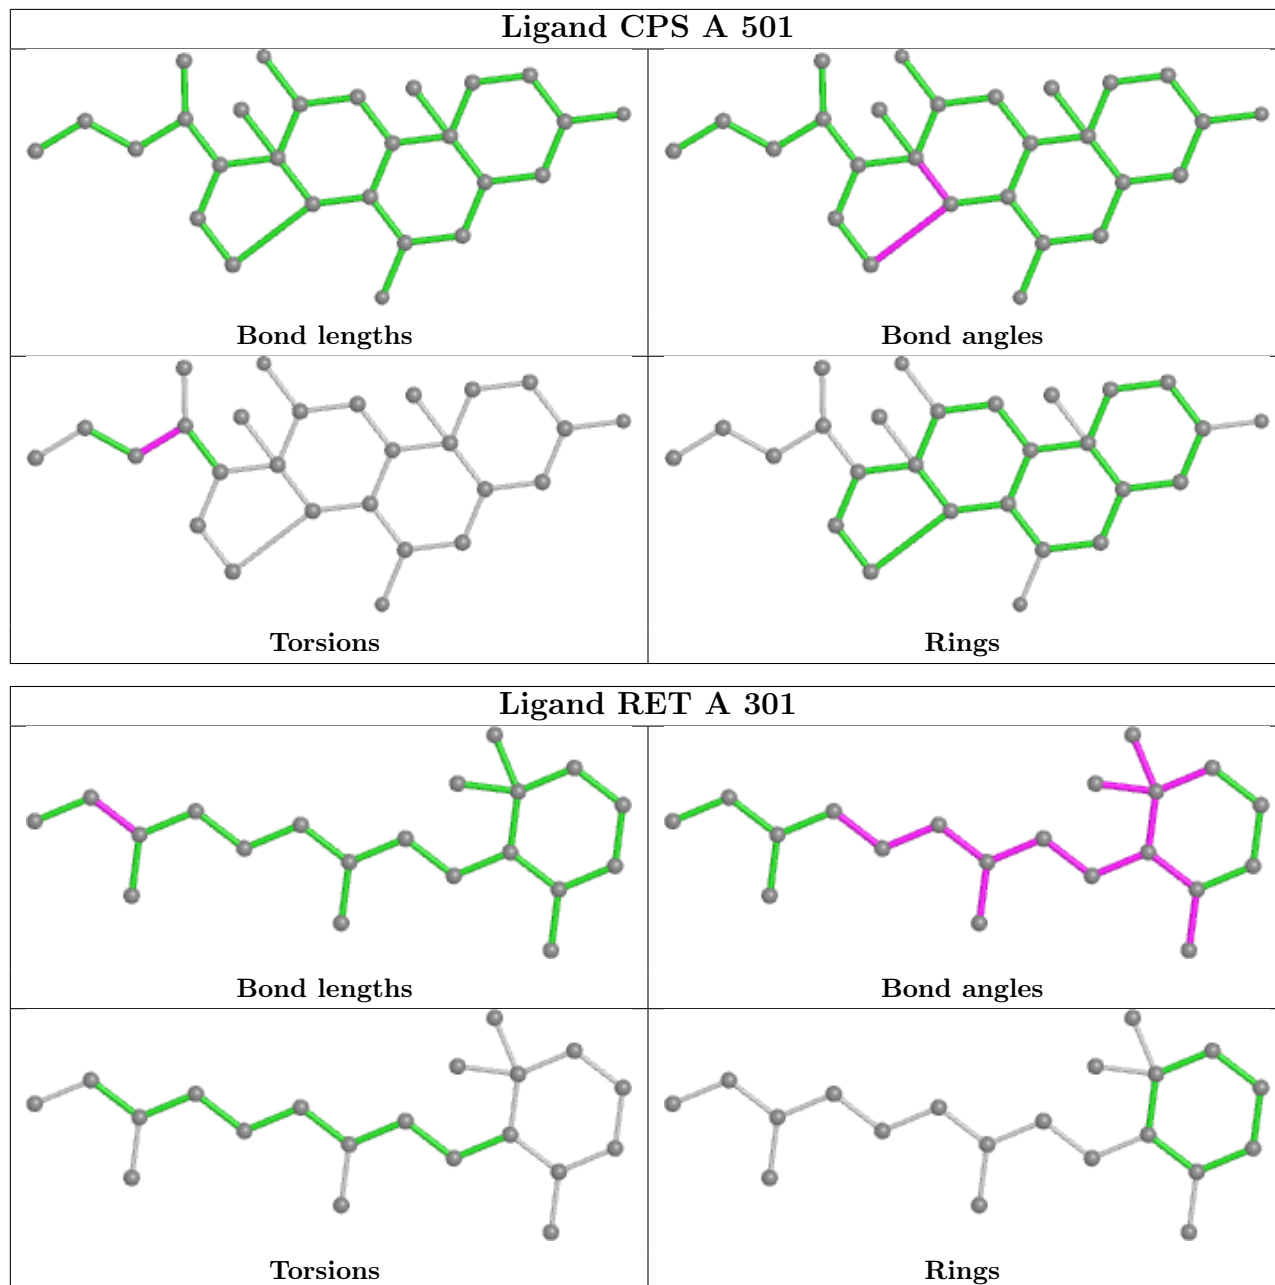 Ligand CPS A 501
Bond lengths
Bond angles
Torsions
Rings
Ligand RET A 301
Bond lengths
Bond angles
Torsions
Rings